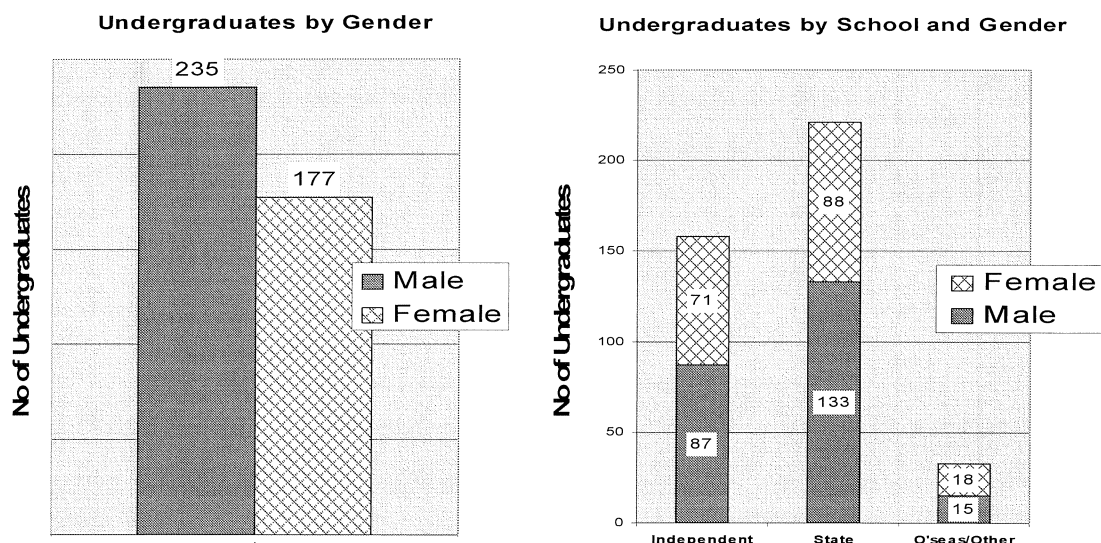 Undergraduates by Gender
235
177
No of Undergraduates
Male
Female
Undergraduates by School and Gender
250
200
150
100
50
0
No of Undergraduates
71
87
88
133
18
15
Female
Male
Independent
State
O'seas/Other